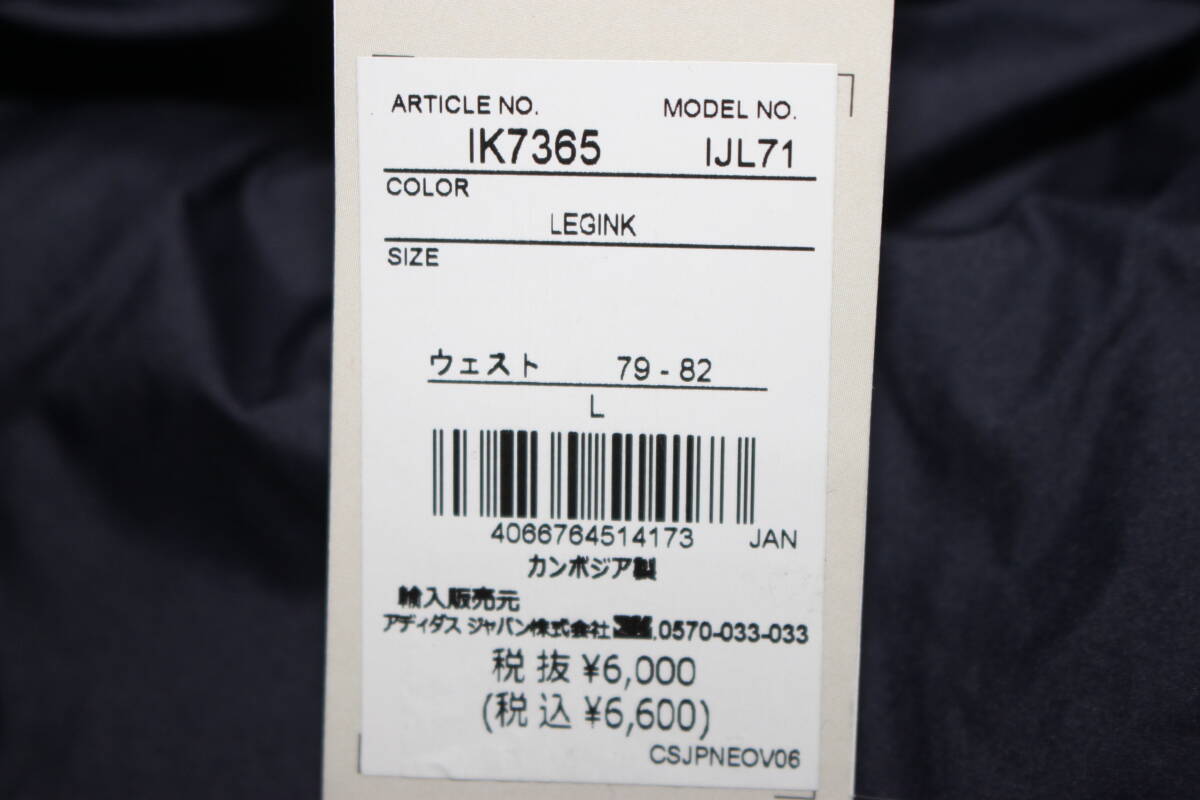 ARTICLE NO. MODEL NO.
IK7365 IJL71
COLOR
LEGINK
SIZE
ウェスト 79 - 82
L
4066764514173 JAN
カンボジア製
輸入販売元
アディダス ジャパン株式会社 .0570-033-033
税 抜 ¥6,000
(税 込 ¥6,600)
CSJPNEOV06